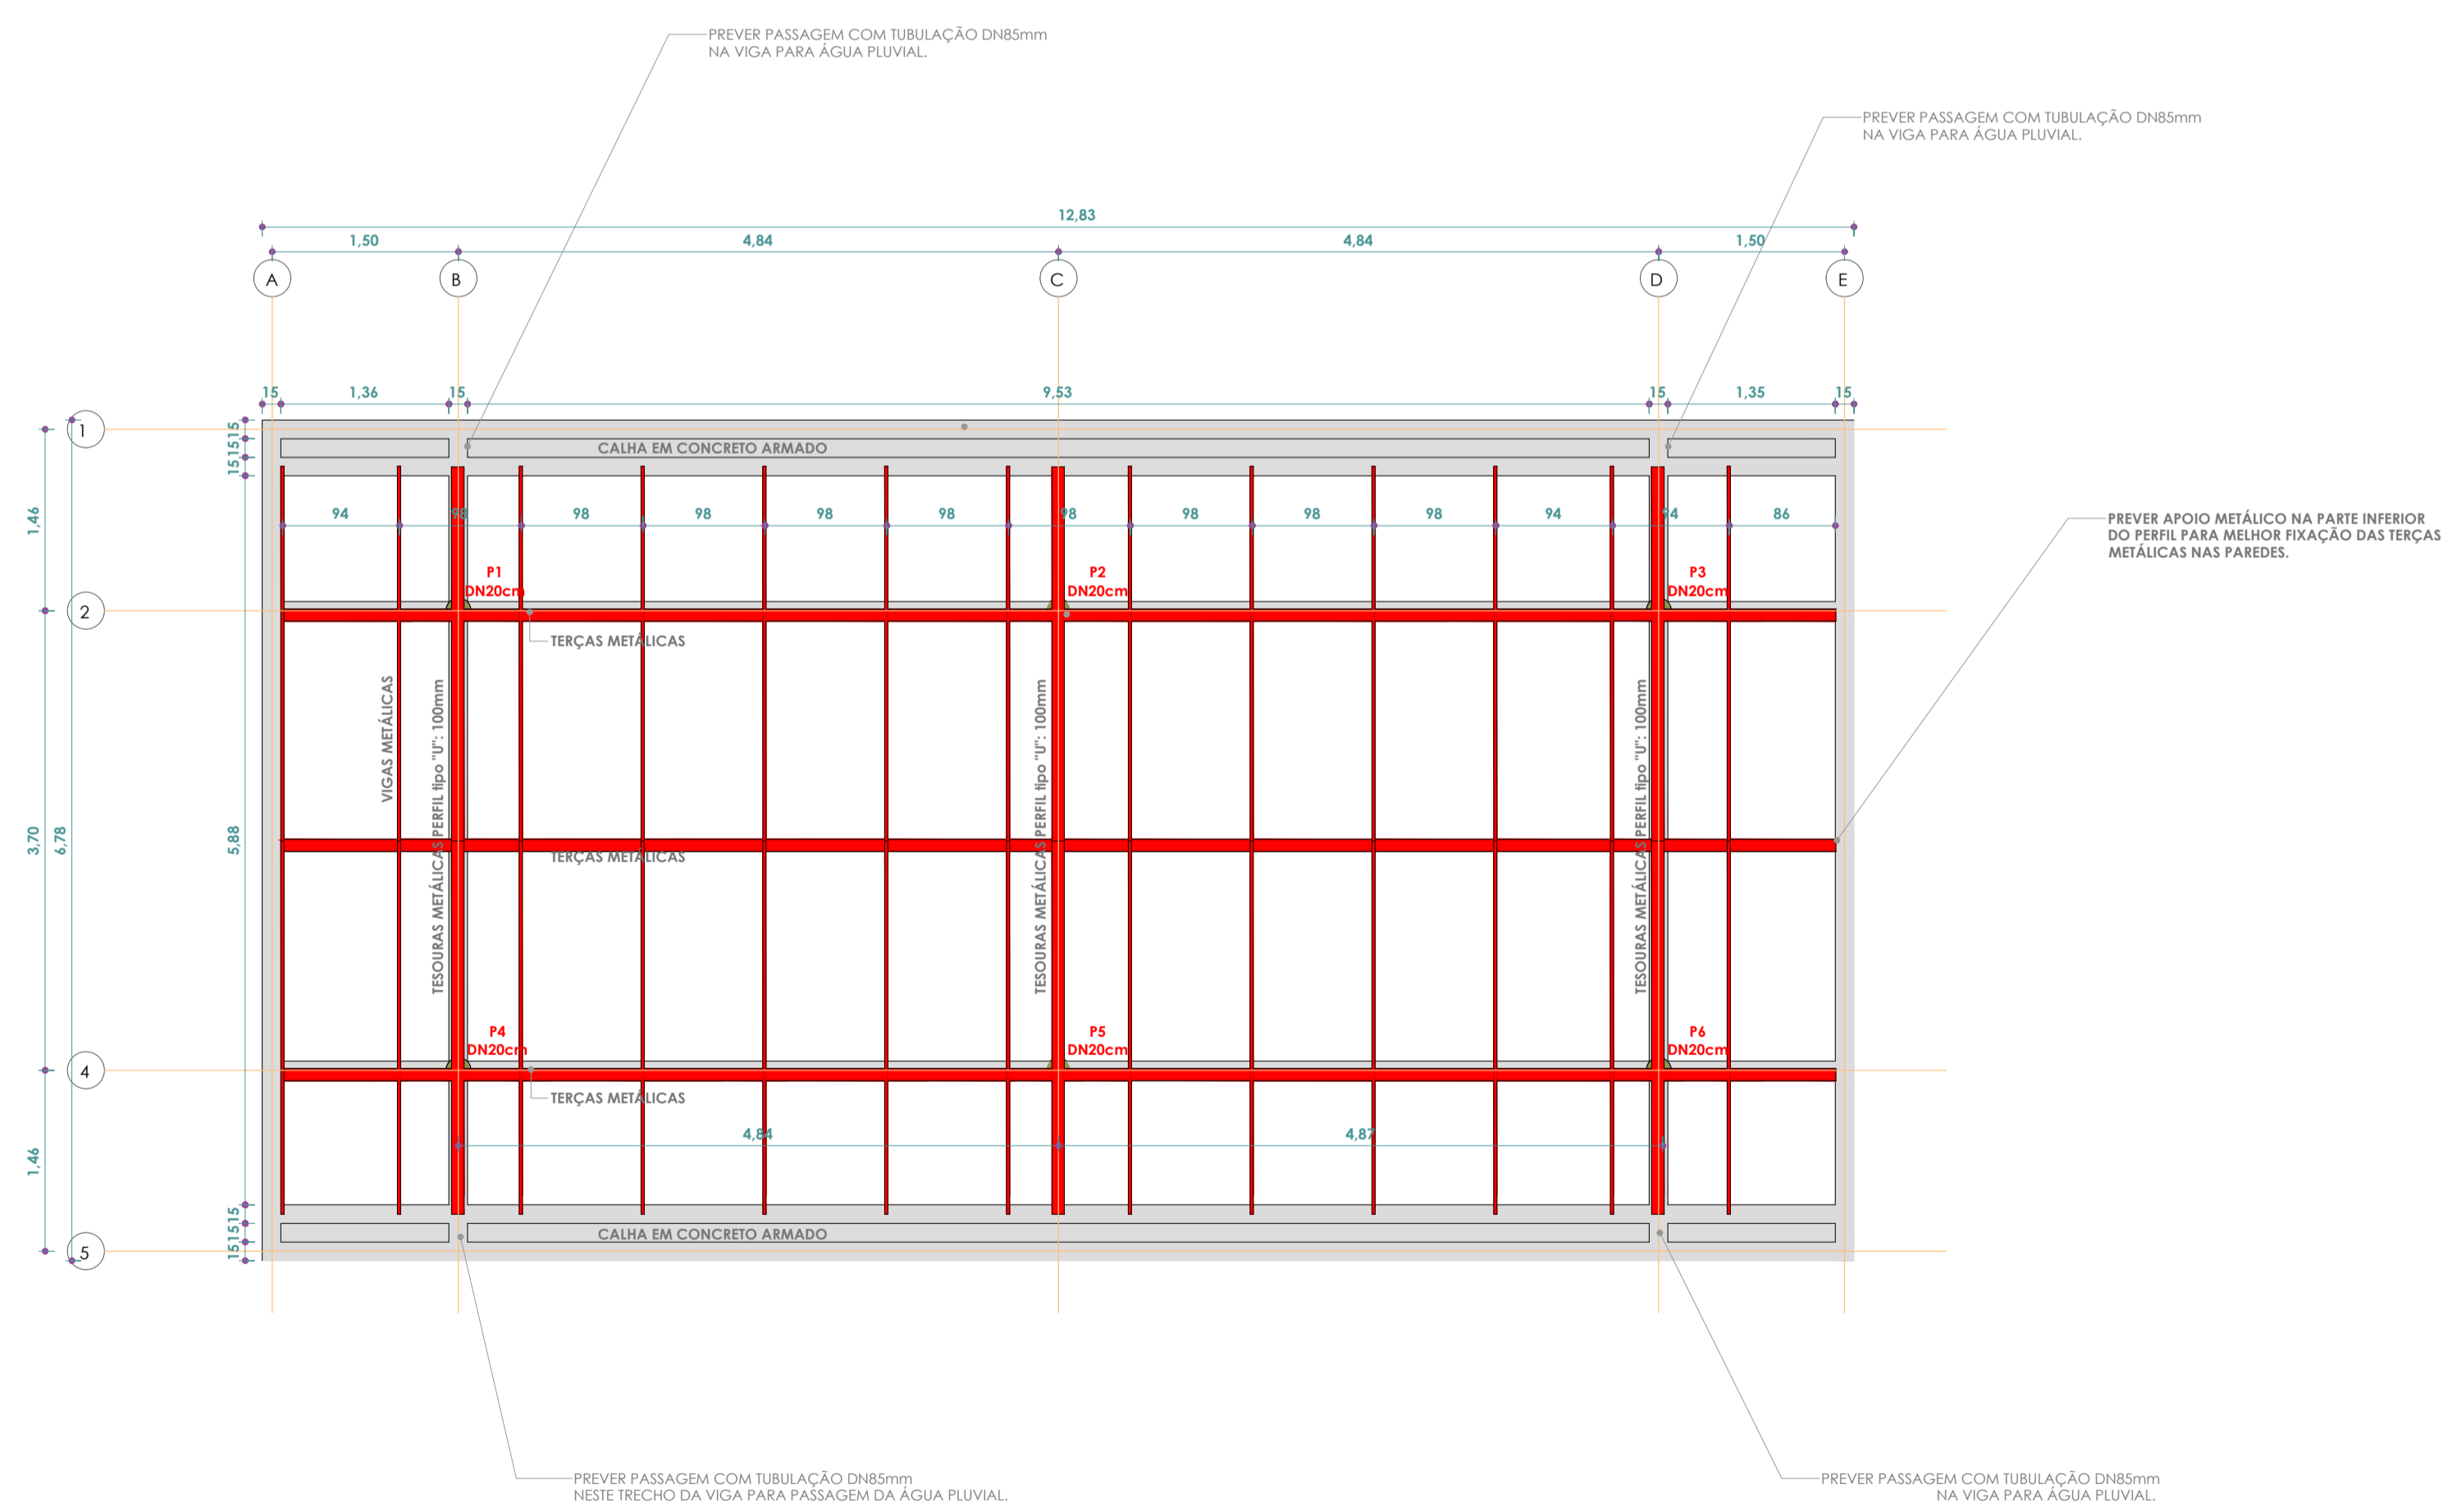 PREVER PASSAGEM COM TUBULAÇÃO DN85mm
NA VIGA PARA ÁGUA PLUVIAL.
PREVER PASSAGEM COM TUBULAÇÃO DN85mm
NA VIGA PARA ÁGUA PLUVIAL.
12,83
1,50 4,84 4,84 1,50
A B C D E
15 1,36 15 9,53 15 1,35 15
1
15 15 15
CALHA EM CONCRETO ARMADO
94 98 98 98 98 98 98 98 98 98 94 94 86
1,46
PREVER APOIO METÁLICO NA PARTE INFERIOR
DO PERFIL PARA MELHOR FIXAÇÃO DAS TERÇAS
METÁLICAS NAS PAREDES.
P1
DN20cm
P2
DN20cm
P3
DN20cm
2
TERÇAS METÁLICAS
VIGAS METÁLICAS
TESOURAS METÁLICAS PERFIL tipo "U": 100mm
TESOURAS METÁLICAS PERFIL tipo "U": 100mm
TESOURAS METÁLICAS PERFIL tipo "U": 100mm
3,70
6,78
5,88
TERÇAS METÁLICAS
P4
DN20cm
P5
DN20cm
P6
DN20cm
4
TERÇAS METÁLICAS
4,84 4,87
1,46
15 15 15
CALHA EM CONCRETO ARMADO
5
PREVER PASSAGEM COM TUBULAÇÃO DN85mm
NESTE TRECHO DA VIGA PARA PASSAGEM DA ÁGUA PLUVIAL.
PREVER PASSAGEM COM TUBULAÇÃO DN85mm
NA VIGA PARA ÁGUA PLUVIAL.